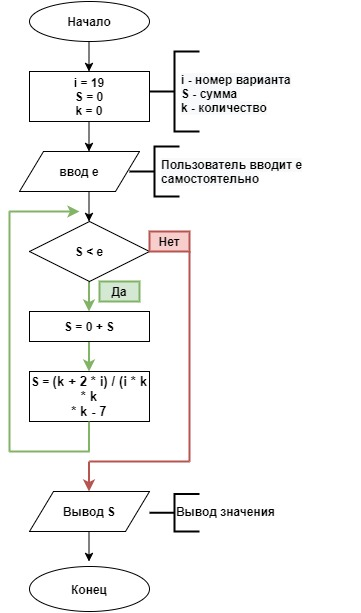 Начало
i = 19
S = 0
k = 0
i - номер варианта
S - сумма
k - количество
ввод e
Пользователь вводит e
самостоятельно
S < e
Нет
Да
S = 0 + S
S = (k + 2 * i) / (i * k
* k
* k - 7
Вывод S
Вывод значения
Конец